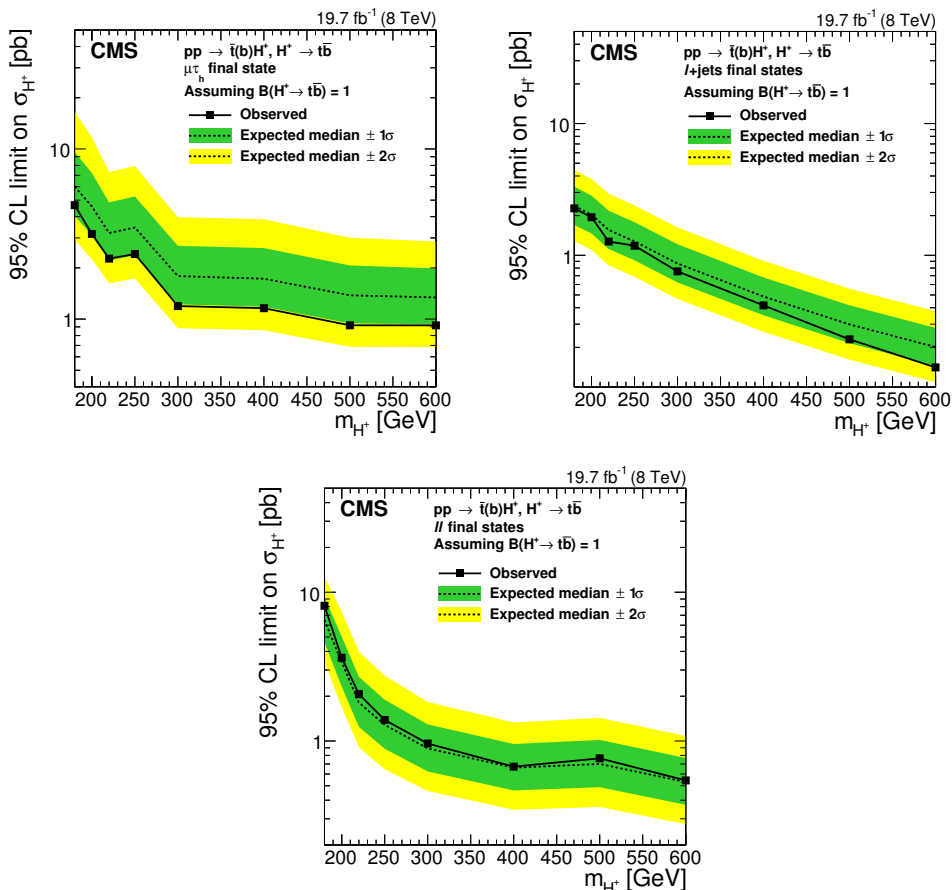 19.7 fb⁻¹ (8 TeV)
CMS
pp → t̄(b)H⁺, H⁺ → tb̄
μτₕ final state
Assuming B(H⁺→ tb̄) = 1
Observed
Expected median ± 1σ
Expected median ± 2σ
95% CL limit on σ_H⁺ [pb]
10
1
200 250 300 350 400 450 500 550 600
m_H⁺ [GeV]
19.7 fb⁻¹ (8 TeV)
CMS
pp → t̄(b)H⁺, H⁺ → tb̄
l+jets final states
Assuming B(H⁺→ tb̄) = 1
Observed
Expected median ± 1σ
Expected median ± 2σ
95% CL limit on σ_H⁺ [pb]
10
1
200 250 300 350 400 450 500 550 600
m_H⁺ [GeV]
19.7 fb⁻¹ (8 TeV)
CMS
pp → t̄(b)H⁺, H⁺ → tb̄
ll final states
Assuming B(H⁺→ tb̄) = 1
Observed
Expected median ± 1σ
Expected median ± 2σ
95% CL limit on σ_H⁺ [pb]
10
1
200 250 300 350 400 450 500 550 600
m_H⁺ [GeV]